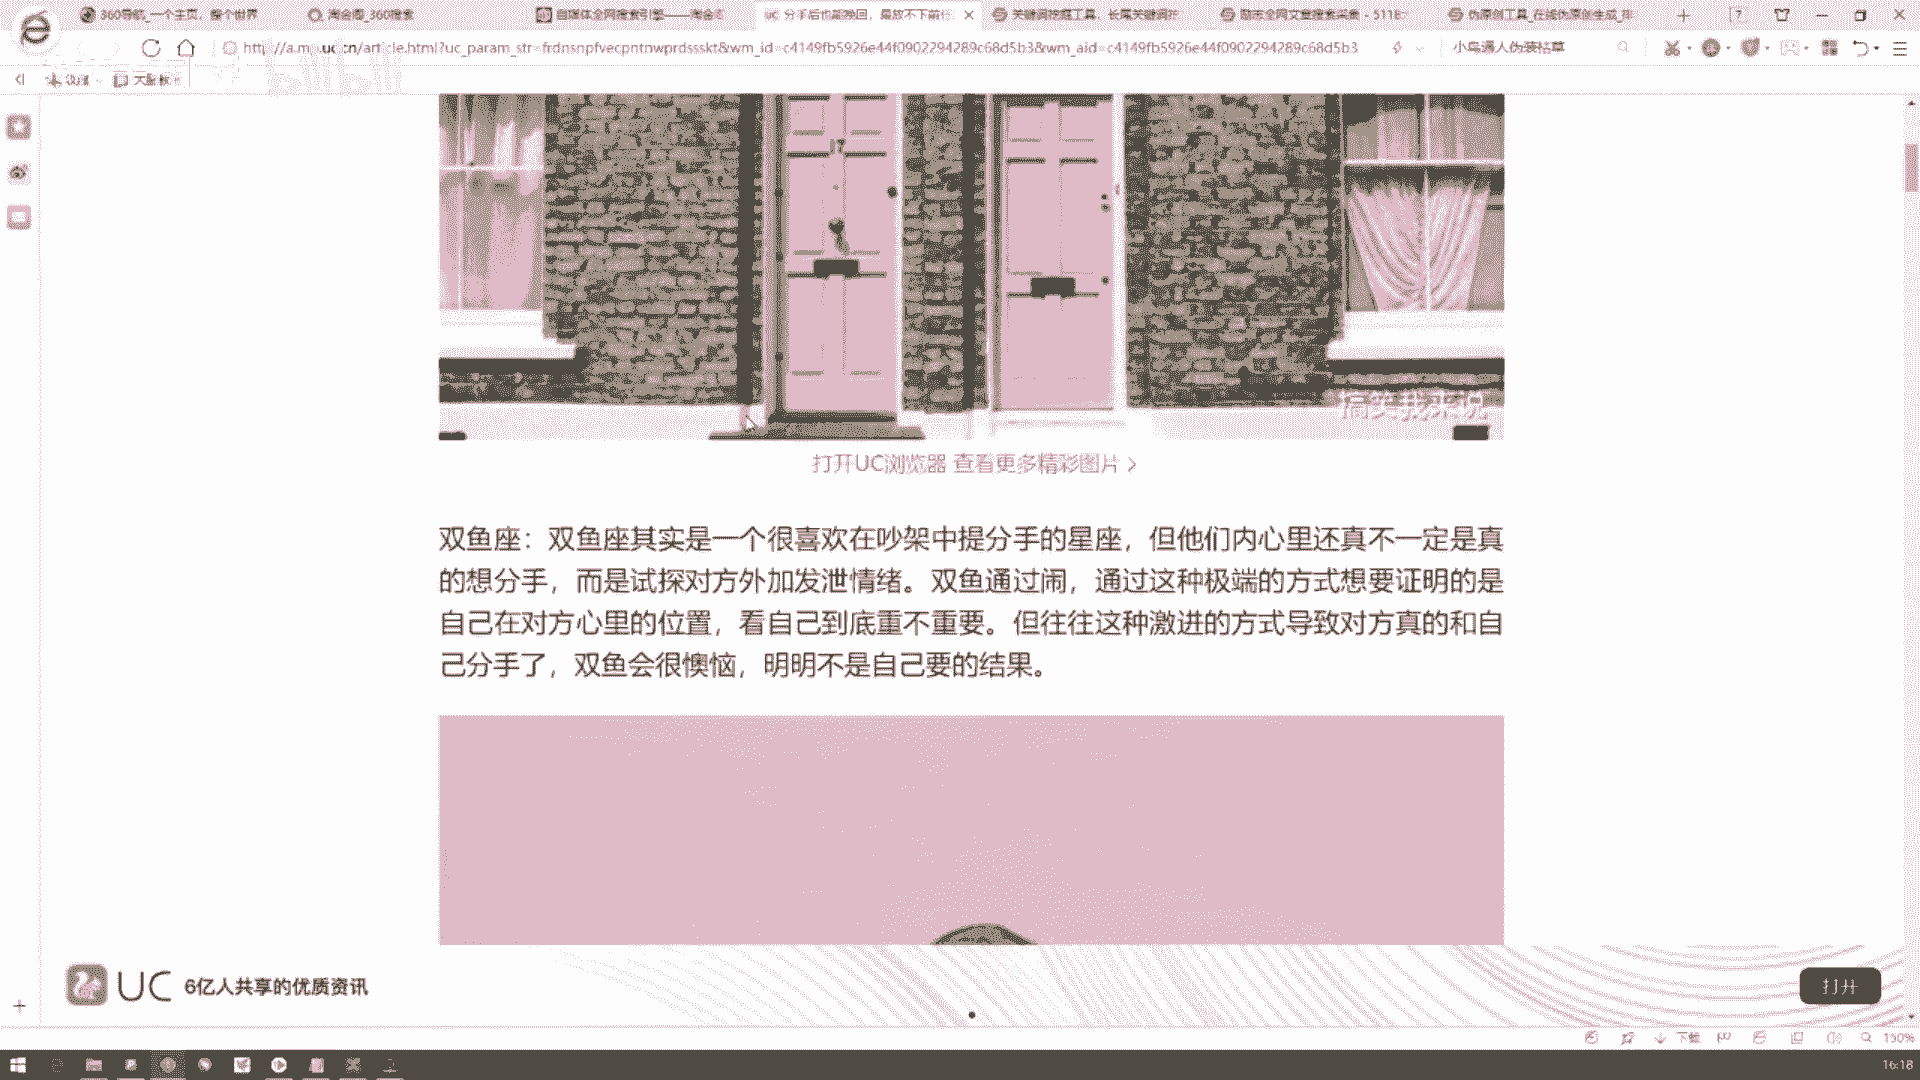 360导航_一个主页，整个世界
淘金阁_360搜索
自媒体全网搜索引擎——淘金阁
分手后也能挽回，最放不下前任
关键词挖掘工具，长尾关键词挖
励志全网文章搜索采集 - 5118
伪原创工具_在线伪原创生成_非
7
http://a.mp.uc.cn/article.html?uc_param_str=frdnsnpfvecpntnwprdssskt&wm_id=c4149fb5926e44f0902294289c68d5b3&wm_aid=c4149fb5926e44f0902294289c68d5b3
小鸟遇人伪装枯草
17
搞笑我来说
打开UC浏览器 查看更多精彩图片 >
双鱼座：双鱼座其实是一个很喜欢在吵架中提分手的星座，但他们内心里还真不一定是真
的想分手，而是试探对方外加发泄情绪。双鱼通过闹，通过这种极端的方式想要证明的是
自己在对方心里的位置，看自己到底重不重要。但往往这种激进的方式导致对方真的和自
己分手了，双鱼会很懊恼，明明不是自己要的结果。
UC 6亿人共享的优质资讯
打开
下载
150%
16:18